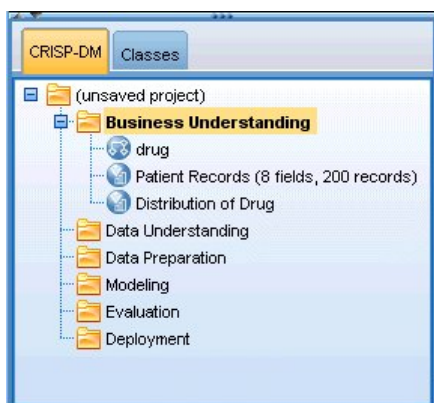 CRISP-DM Classes
(unsaved project)
Business Understanding
drug
Patient Records (8 fields, 200 records)
Distribution of Drug
Data Understanding
Data Preparation
Modeling
Evaluation
Deployment